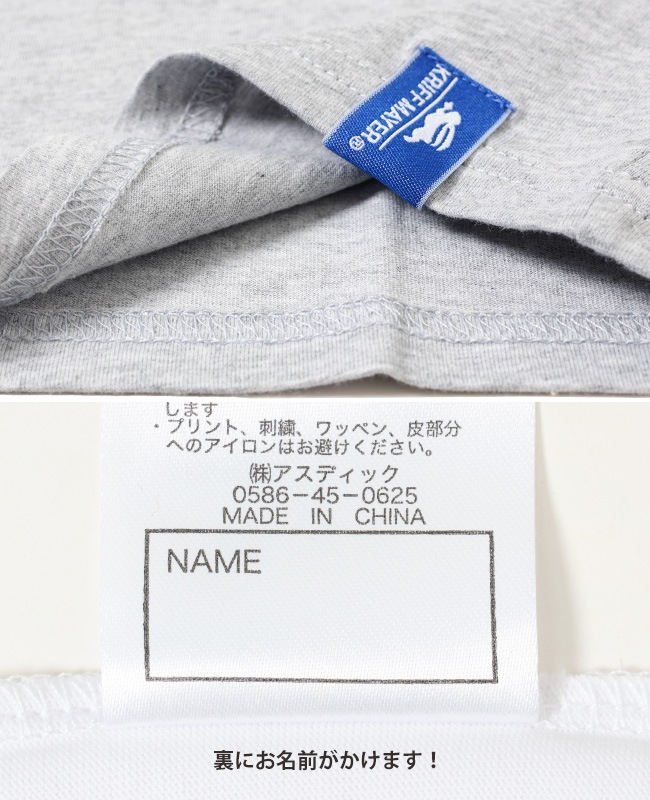 KRIFF MAYER®
します
・プリント、刺繍、ワッペン、皮部分
へのアイロンはお避けください。
㈱アスディック
0586-45-0625
MADE IN CHINA
NAME
裏にお名前がかけます！